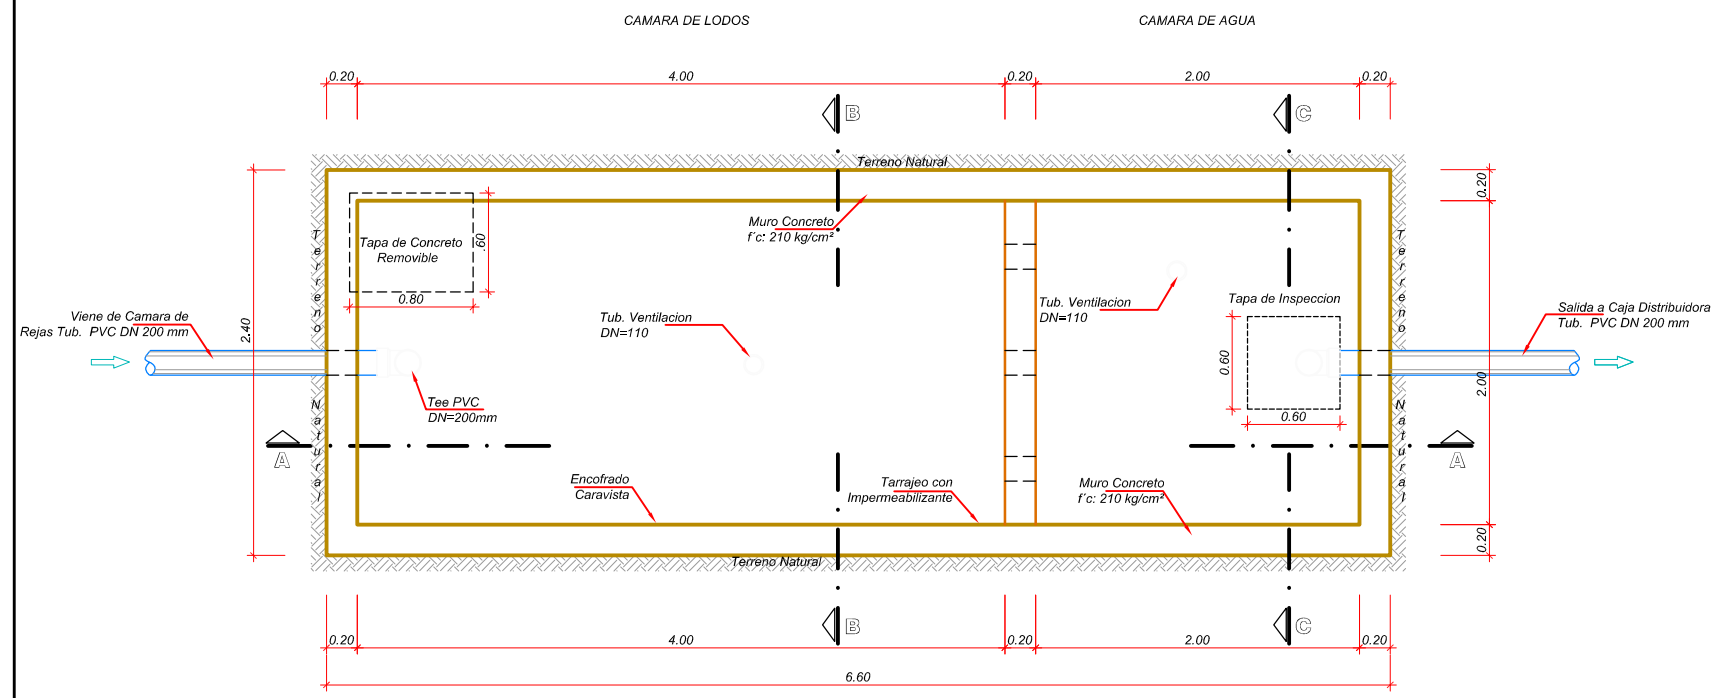 CAMARA DE LODOS
CAMARA DE AGUA
0.20
4.00
0.20
2.00
0.20
B
C
Terreno Natural
0.20
Tapa de Concreto
Removible
.60
0.80
Muro Concreto
f´c: 210 kg/cm²
Terreno
Natural
Terreno
Natural
Viene de Camara de
Rejas Tub. PVC DN 200 mm
2.40
Tub. Ventilacion
DN=110
Tub. Ventilacion
DN=110
Tapa de Inspeccion
0.60
0.60
Salida a Caja Distribuidora
Tub. PVC DN 200 mm
2.00
Tee PVC
DN=200mm
A
A
Encofrado
Caravista
Tarrajeo con
Impermeabilizante
Muro Concreto
f´c: 210 kg/cm²
0.20
Terreno Natural
B
C
0.20
4.00
0.20
2.00
0.20
6.60